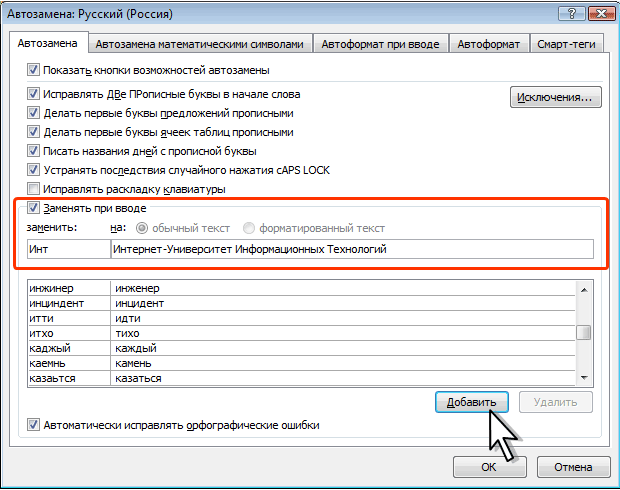 Автозамена: Русский (Россия)
Автозамена Автозамена математическими символами Автоформат при вводе Автоформат Смарт-теги
Показать кнопки возможностей автозамены
Исправлять ДВе ПРописные буквы в начале слова Исключения...
Делать первые буквы предложений прописными
Делать первые буквы ячеек таблиц прописными
Писать названия дней с прописной буквы
Устранять последствия случайного нажатия cAPS LOCK
Исправлять раскладку клавиатуры
Заменять при вводе
заменить: на: обычный текст форматированный текст
Инт Интернет-Университет Информационных Технологий
инжинер инженер
инциндент инцидент
итти идти
итхо тихо
каджый каждый
каемнь камень
казаьтся казаться
Добавить Удалить
Автоматически исправлять орфографические ошибки
ОК Отмена